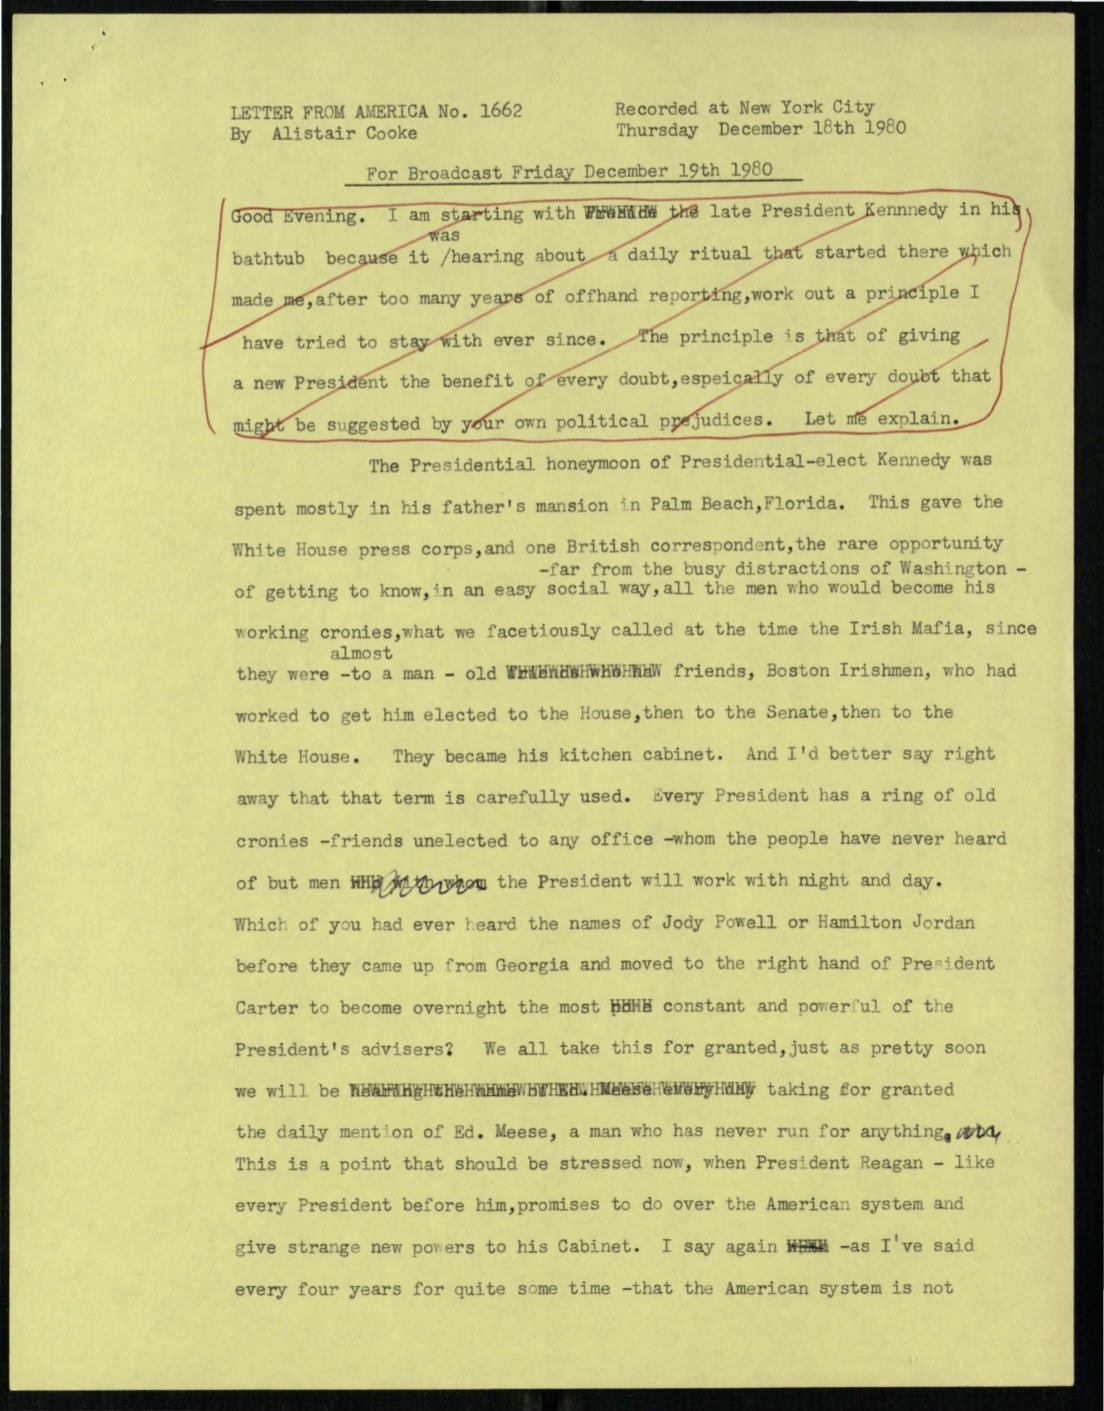 LETTER FROM AMERICA No. 1662
By Alistair Cooke
Recorded at New York City
Thursday December 18th 1980
For Broadcast Friday December 19th 1980
Good Evening. I am starting with the late President Kennnedy in his
was
bathtub because it /hearing about a daily ritual that started there which
made me,after too many years of offhand reporting,work out a principle I
have tried to stay with ever since. The principle is that of giving
a new President the benefit of every doubt,espeically of every doubt that
might be suggested by your own political prejudices. Let me explain.
The Presidential honeymoon of Presidential-elect Kennedy was
spent mostly in his father's mansion in Palm Beach,Florida. This gave the
White House press corps,and one British correspondent,the rare opportunity
-far from the busy distractions of Washington -
of getting to know,in an easy social way,all the men who would become his
working cronies,what we facetiously called at the time the Irish Mafia, since
almost
they were -to a man - old friends, Boston Irishmen, who had
worked to get him elected to the House,then to the Senate,then to the
White House. They became his kitchen cabinet. And I'd better say right
away that that term is carefully used. Every President has a ring of old
cronies -friends unelected to any office -whom the people have never heard
of but men with whom the President will work with night and day.
Which of you had ever heard the names of Jody Powell or Hamilton Jordan
before they came up from Georgia and moved to the right hand of President
Carter to become overnight the most constant and powerful of the
President's advisers? We all take this for granted,just as pretty soon
we will be hearing the name of Ed. Meese every day taking for granted
the daily mention of Ed. Meese, a man who has never run for anything.
This is a point that should be stressed now, when President Reagan - like
every President before him,promises to do over the American system and
give strange new powers to his Cabinet. I say again -as I've said
every four years for quite some time -that the American system is not